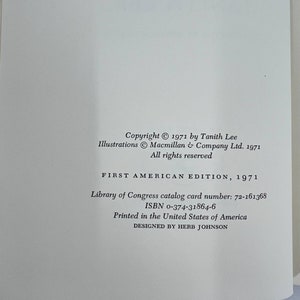 Copyright © 1971 by Tanith Lee
Illustrations © Macmillan & Company Ltd. 1971
All rights reserved
FIRST AMERICAN EDITION, 1971
Library of Congress catalog card number: 72-161368
ISBN 0-374-31864-6
Printed in the United States of America
DESIGNED BY HERB JOHNSON